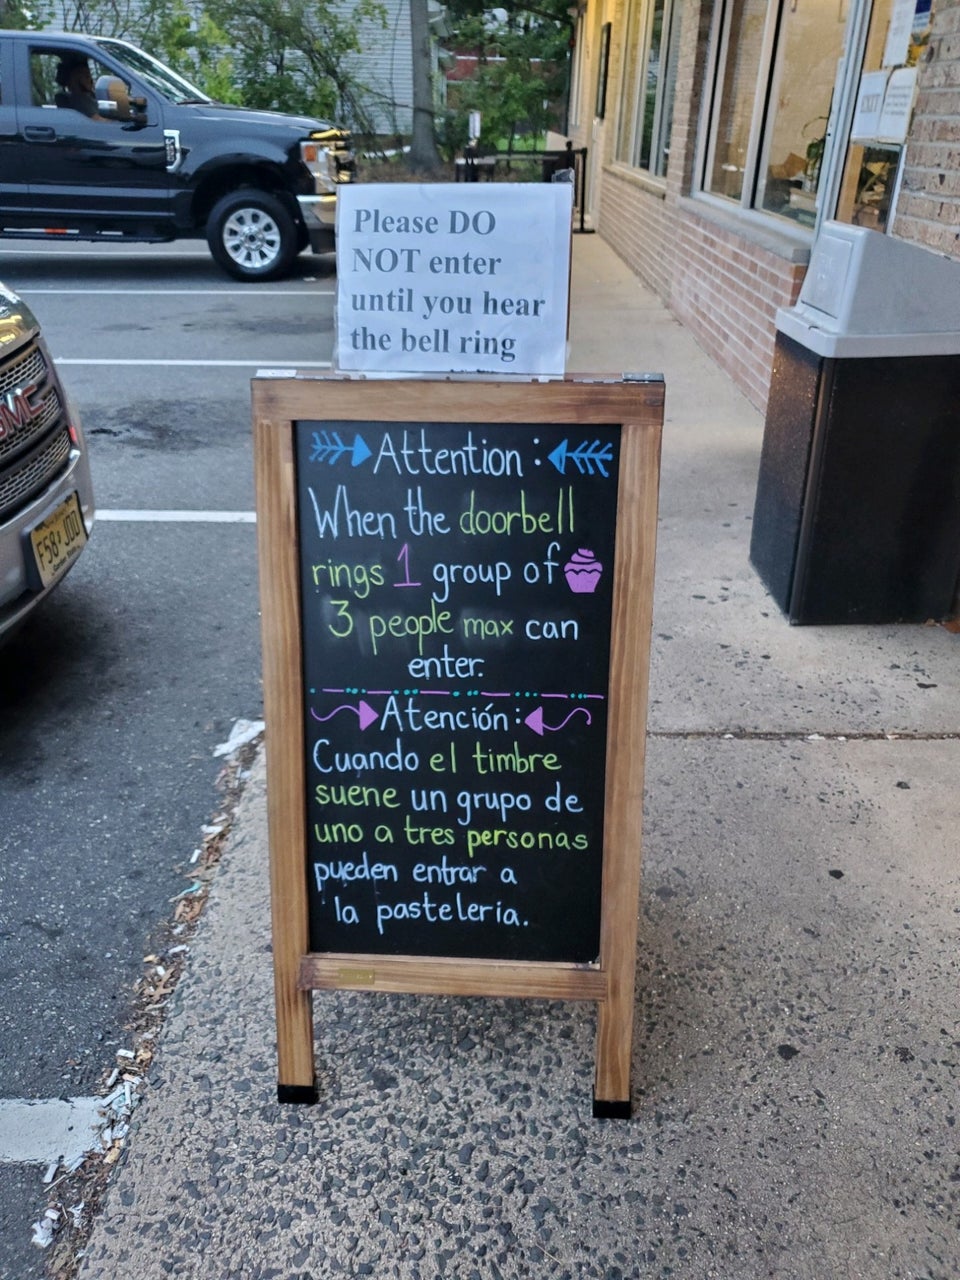 Please DO
NOT enter
until you hear
the bell ring
Attention:
When the doorbell
rings 1 group of
3 people max can
enter.
Atención:
Cuando el timbre
suene un grupo de
uno a tres personas
pueden entrar a
la pasteleria.
GMC
EXIT